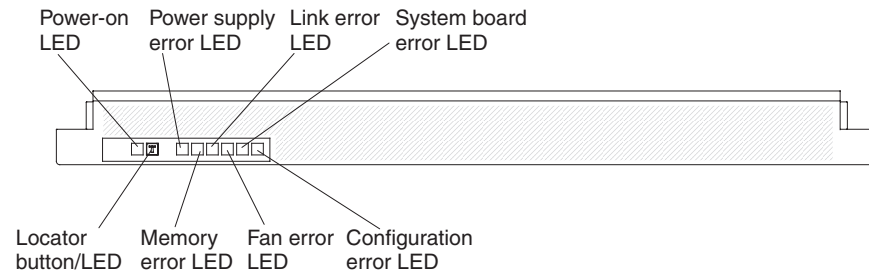 Power-on LED
Power supply error LED
Link error LED
System board error LED
Locator button/LED
Memory error LED
Fan error LED
Configuration error LED